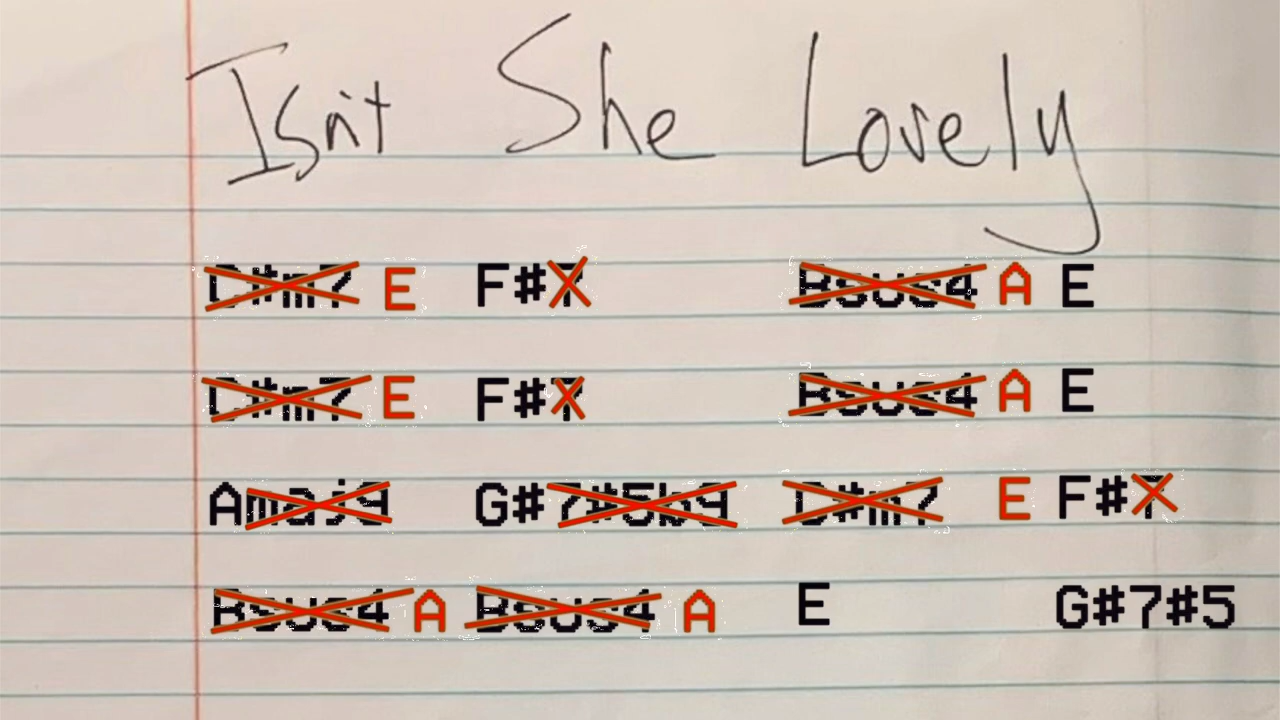 Isn't She Lovely
C#m7 E F#7 Bsus4 A E
C#m7 E F#7 Bsus4 A E
Amaj9 G#7#5b9 C#m7 E F#7
Bsus4 A Bsus4 A E G#7#5